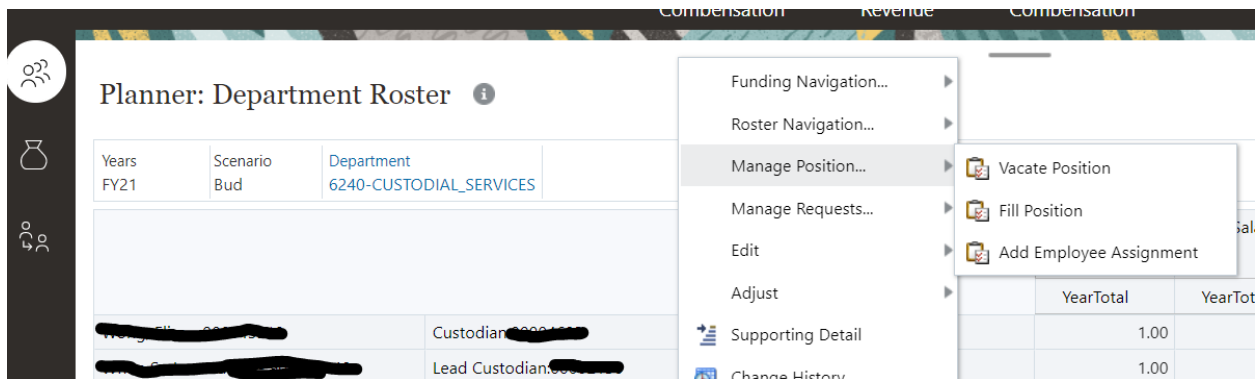 Compensation Revenue Compensation
Planner: Department Roster
Years Scenario Department
FY21 Bud 6240-CUSTODIAL_SERVICES
Funding Navigation...
Roster Navigation...
Manage Position...
Manage Requests...
Edit
Adjust
Supporting Detail
Change History
Vacate Position
Fill Position
Add Employee Assignment
YearTotal YearTot
Custodian: 1.00
Lead Custodian: 1.00